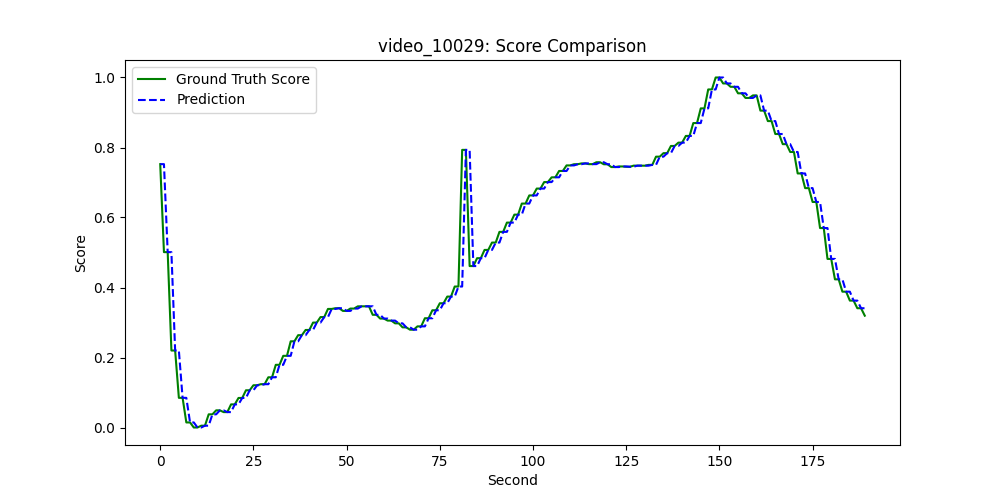 video_10029: Score Comparison
Ground Truth Score
Prediction
1.0
0.8
0.6
0.4
0.2
0.0
Score
0 25 50 75 100 125 150 175
Second